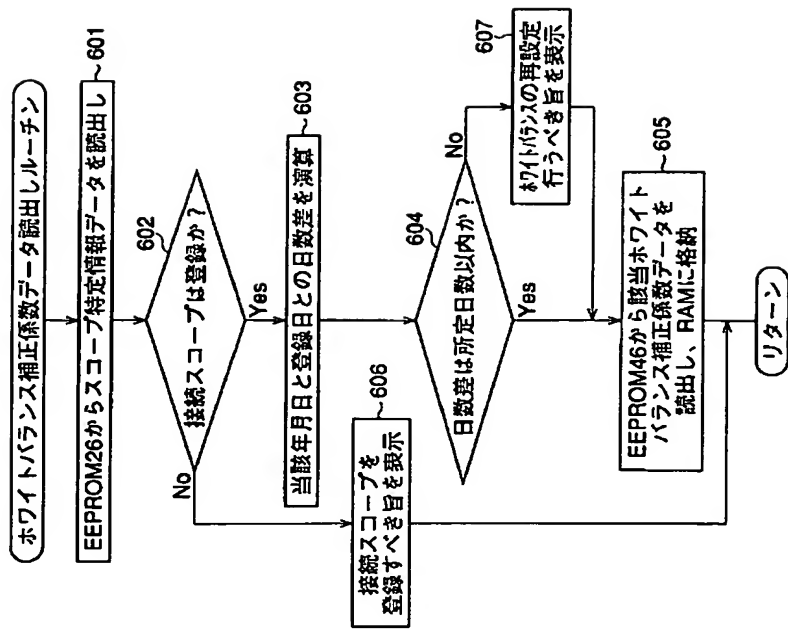 ホワイトバランス補正係数データ読出しルーチン
601
EEPROM26からスコープ特定情報データを読出し
602
接続スコープは登録か?
No
Yes
603
当該年月日と登録日との日数差を演算
604
日数差は所定日数以内か?
No
Yes
607
ホワイトバランスの再設定
行うべき旨を表示
606
接続スコープを
登録すべき旨を表示
605
EEPROM46から該当ホワイト
バランス補正係数データを
読出し、RAMに格納
リターン